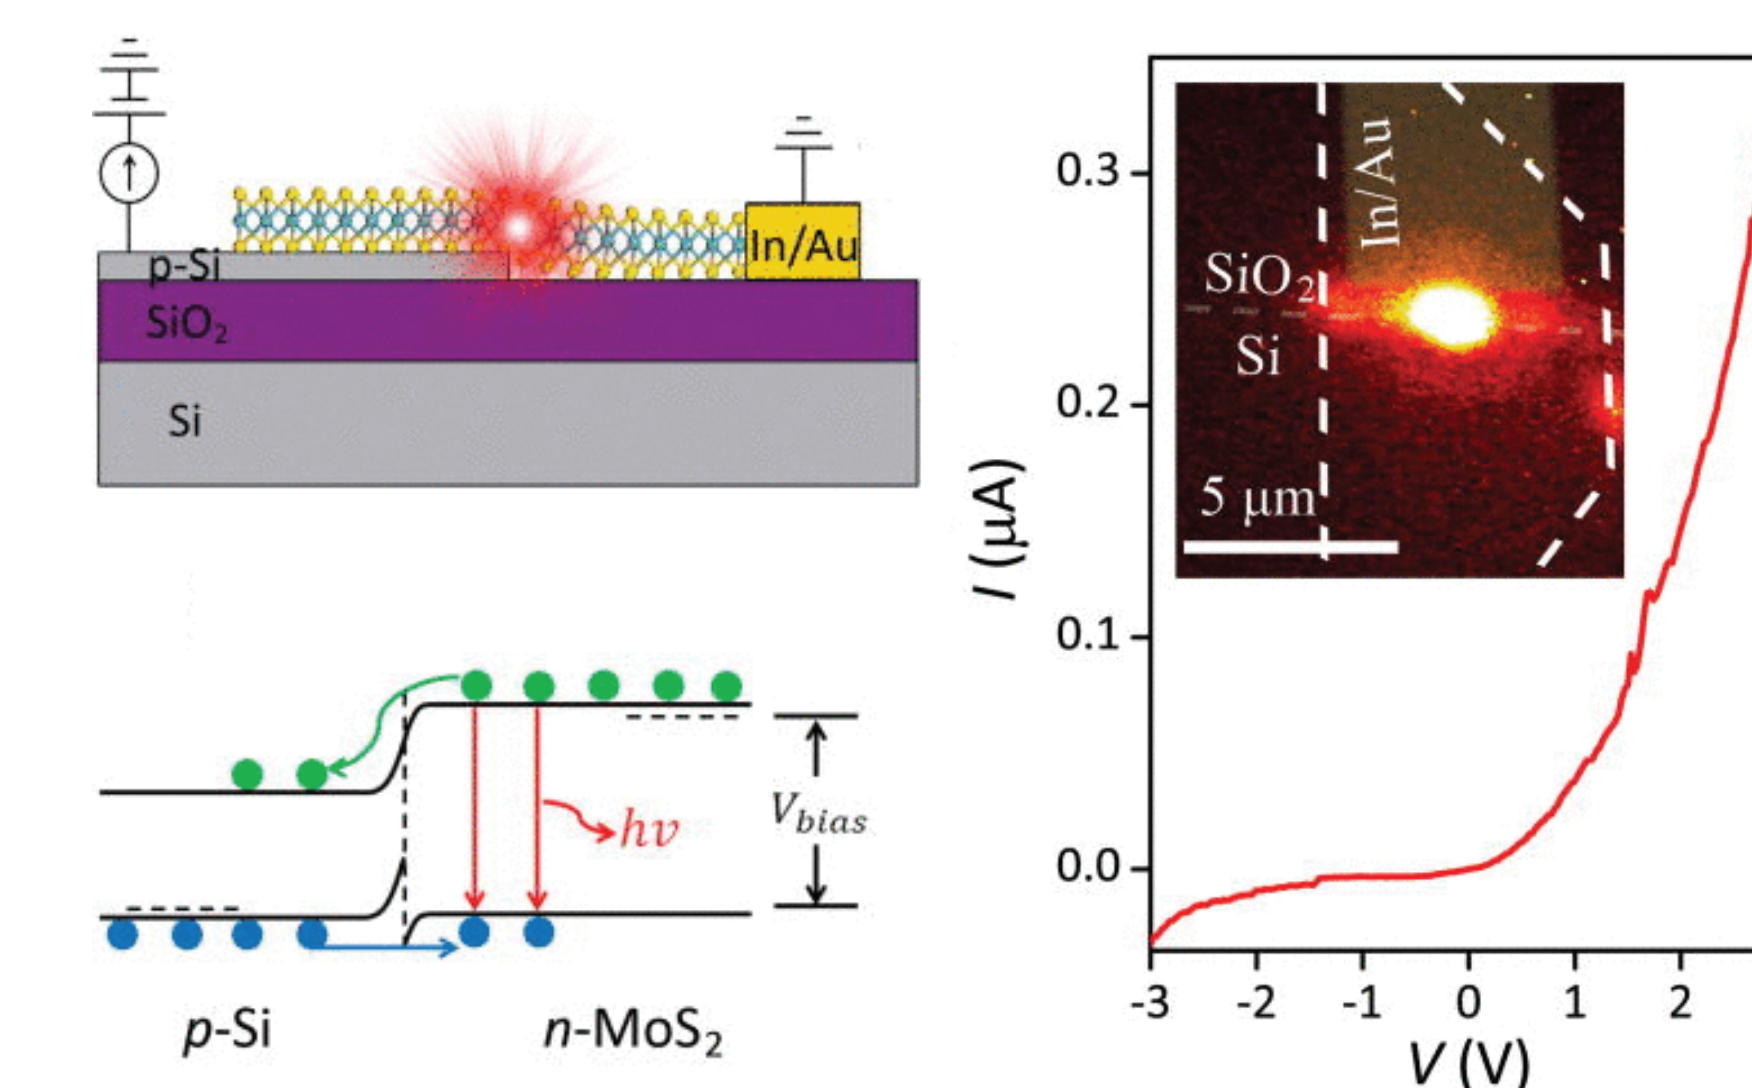 p-Si
In/Au
SiO₂
Si
hν
V_bias
p-Si
n-MoS₂
0.3
0.2
0.1
0.0
I (μA)
In/Au
SiO₂
Si
5 μm
-3 -2 -1 0 1 2
V (V)